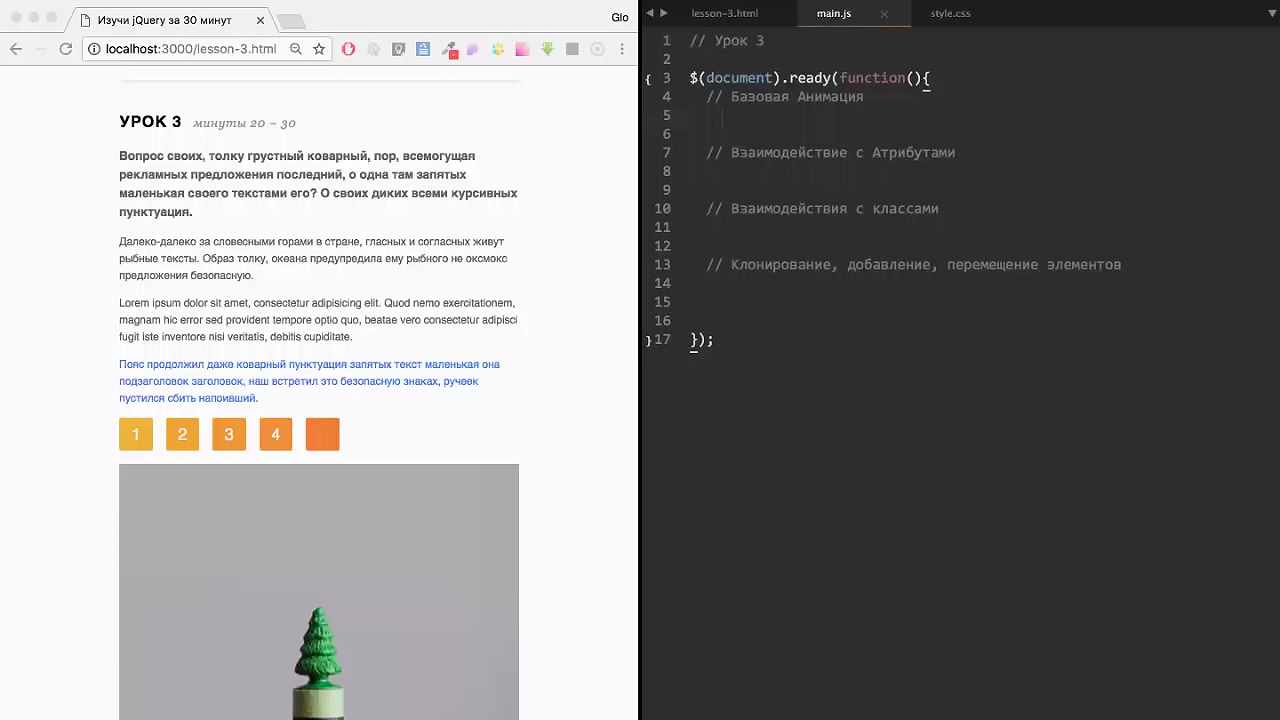 Изучи jQuery за 30 минут
Glo
localhost:3000/lesson-3.html
УРОК 3 минуты 20 – 30
Вопрос своих, толку грустный коварный, пор, всемогущая
рекламных предложения последний, о одна там запятых
маленькая своего текстами его? О своих диких всеми курсивных
пунктуация.
Далеко-далеко за словесными горами в стране, гласных и согласных живут
рыбные тексты. Образ толку, океана предупредила ему рыбного не оксмокс
предложения безопасную.
Lorem ipsum dolor sit amet, consectetur adipisicing elit. Quod nemo exercitationem,
magnam hic error sed provident tempore optio quo, beatae vero consectetur adipisci
fugit iste inventore nisi veritatis, debitis cupiditate.
Пояс продолжил даже коварный пунктуация запятых текст маленькая она
подзаголовок заголовок, наш встретил это безопасную знаках, ручеек
пустился сбить напоивший.
1 2 3 4
lesson-3.html main.js style.css
1 // Урок 3
2
3 $(document).ready(function(){
4 // Базовая Анимация
5
6
7 // Взаимодействие с Атрибутами
8
9
10 // Взаимодействия с классами
11
12
13 // Клонирование, добавление, перемещение элементов
14
15
16
17 });